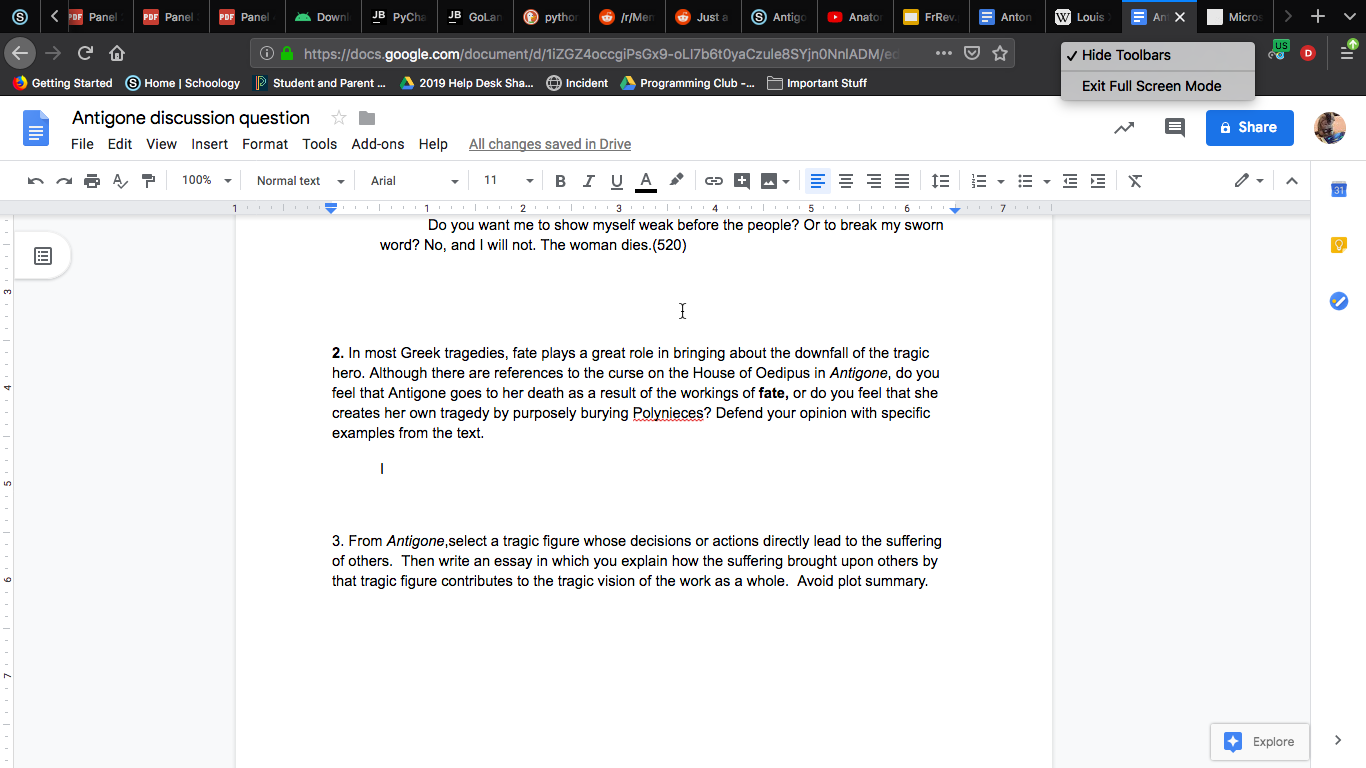 Panel
Panel
Panel
Downl
PyCha
GoLan
python
/r/Mem
Just a
Antigo
Anator
FrRev.
Anton
Louis
Ant
Micros
https://docs.google.com/document/d/1iZGZ4occgiPsGx9-oLI7b6t0yaCzule8SYjn0NnlADM/ed
Hide Toolbars
Exit Full Screen Mode
Getting Started
Home | Schoology
Student and Parent ...
2019 Help Desk Sha...
Incident
Programming Club -...
Important Stuff
Antigone discussion question
File Edit View Insert Format Tools Add-ons Help All changes saved in Drive
Share
100% Normal text Arial 11
1 1 2 3 4 5 6 7
Do you want me to show myself weak before the people? Or to break my sworn
word? No, and I will not. The woman dies.(520)
2. In most Greek tragedies, fate plays a great role in bringing about the downfall of the tragic
hero. Although there are references to the curse on the House of Oedipus in Antigone, do you
feel that Antigone goes to her death as a result of the workings of fate, or do you feel that she
creates her own tragedy by purposely burying Polynieces? Defend your opinion with specific
examples from the text.
3. From Antigone,select a tragic figure whose decisions or actions directly lead to the suffering
of others. Then write an essay in which you explain how the suffering brought upon others by
that tragic figure contributes to the tragic vision of the work as a whole. Avoid plot summary.
Explore